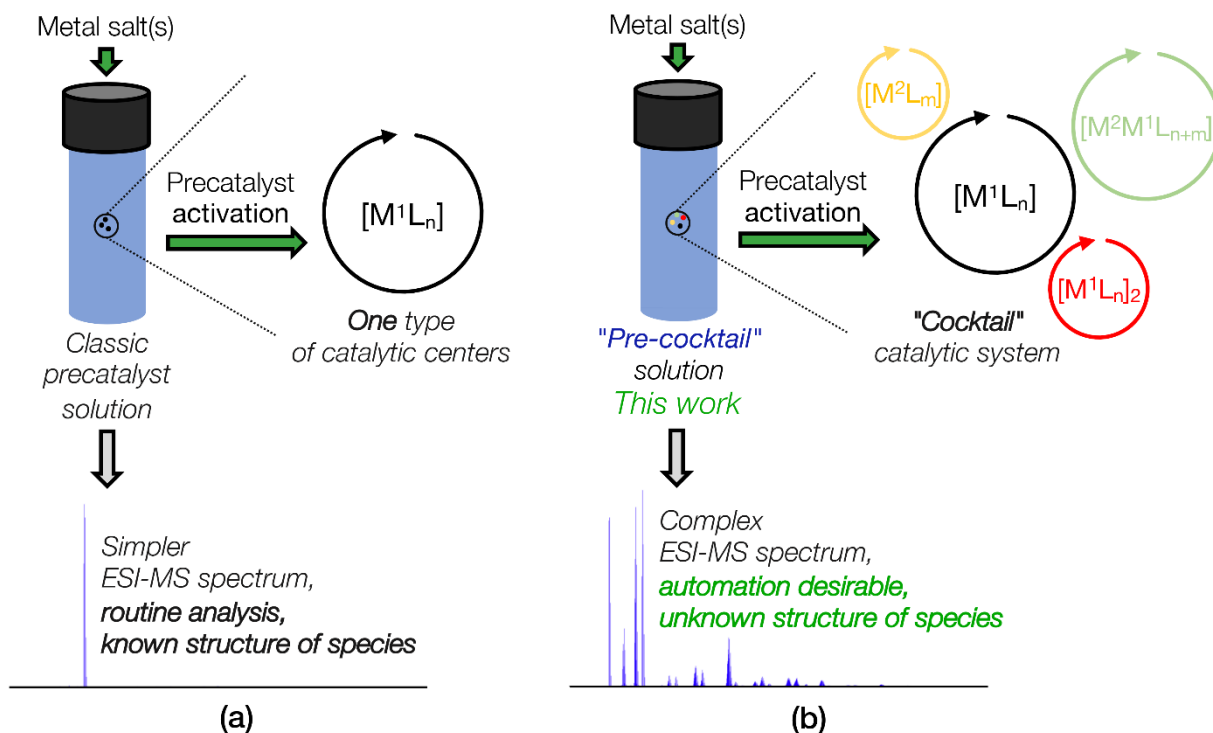 Metal salt(s)
Precatalyst
activation
[M¹Lₙ]
One type
of catalytic centers
Classic
precatalyst
solution
Simpler
ESI-MS spectrum,
routine analysis,
known structure of species
(a)
Metal salt(s)
[M²Lₘ]
[M²M¹Lₙ₊ₘ]
Precatalyst
activation
[M¹Lₙ]
[M¹Lₙ]₂
"Cocktail"
catalytic system
"Pre-cocktail"
solution
This work
Complex
ESI-MS spectrum,
automation desirable,
unknown structure of species
(b)